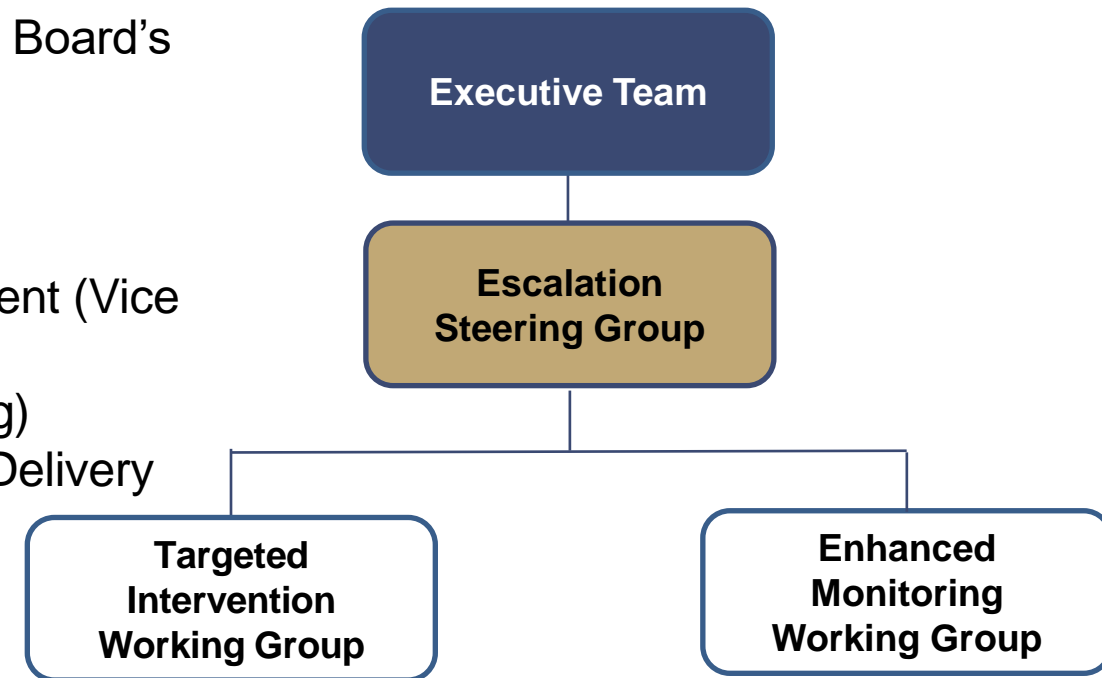 Board’s
Executive Team
ent (Vice
Escalation
Steering Group
g)
Delivery
Targeted
Intervention
Working Group
Enhanced
Monitoring
Working Group